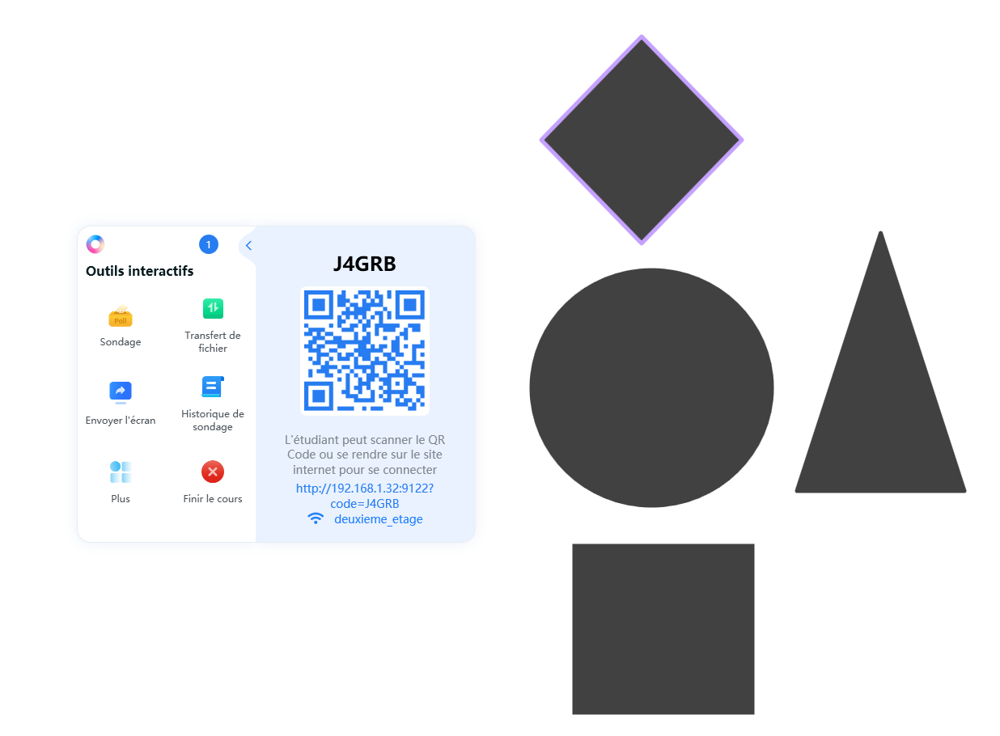 1
Outils interactifs
Poll
Sondage
Transfert de
fichier
Envoyer l'écran
Historique de
sondage
Plus
Finir le cours
J4GRB
L'étudiant peut scanner le QR
Code ou se rendre sur le site
internet pour se connecter
http://192.168.1.32:9122?
code=J4GRB
deuxieme_etage